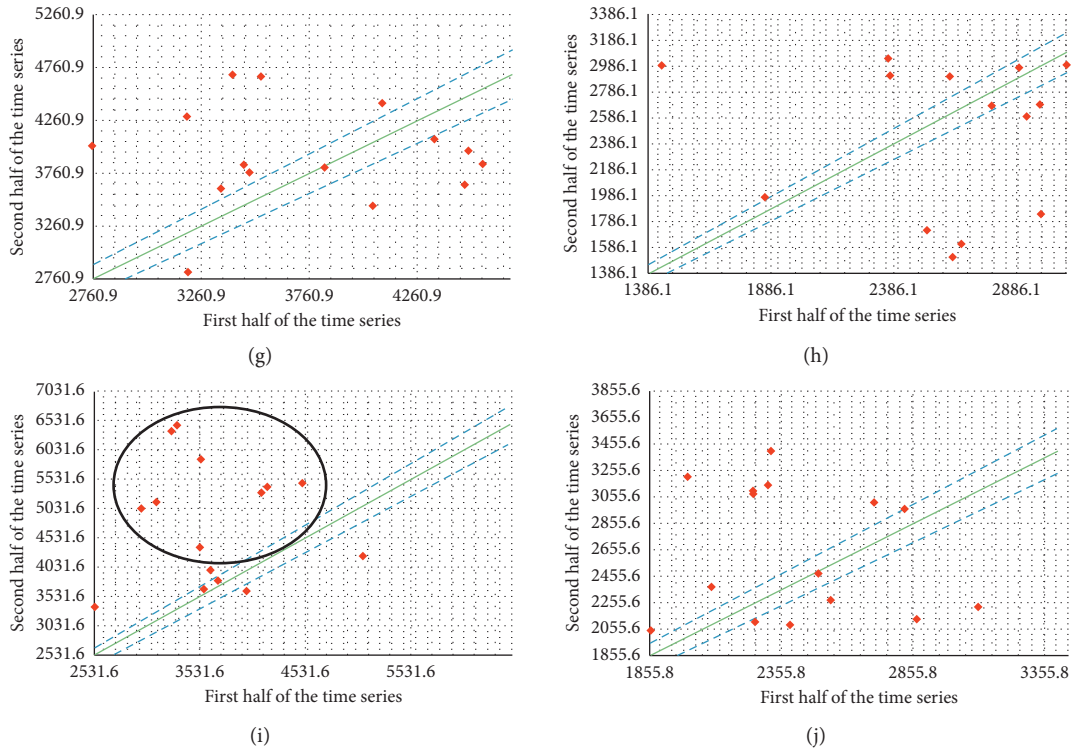 5260.9
4760.9
4260.9
3760.9
3260.9
2760.9
Second half of the time series
2760.9 3260.9 3760.9 4260.9
First half of the time series
(g)
3386.1
3186.1
2986.1
2786.1
2586.1
2386.1
2186.1
1986.1
1786.1
1586.1
1386.1
Second half of the time series
1386.1 1886.1 2386.1 2886.1
First half of the time series
(h)
7031.6
6531.6
6031.6
5531.6
5031.6
4531.6
4031.6
3531.6
3031.6
2531.6
Second half of the time series
2531.6 3531.6 4531.6 5531.6
First half of the time series
(i)
3855.6
3655.6
3455.6
3255.6
3055.6
2855.6
2655.6
2455.6
2255.6
2055.6
1855.6
Second half of the time series
1855.8 2355.8 2855.8 3355.8
First half of the time series
(j)